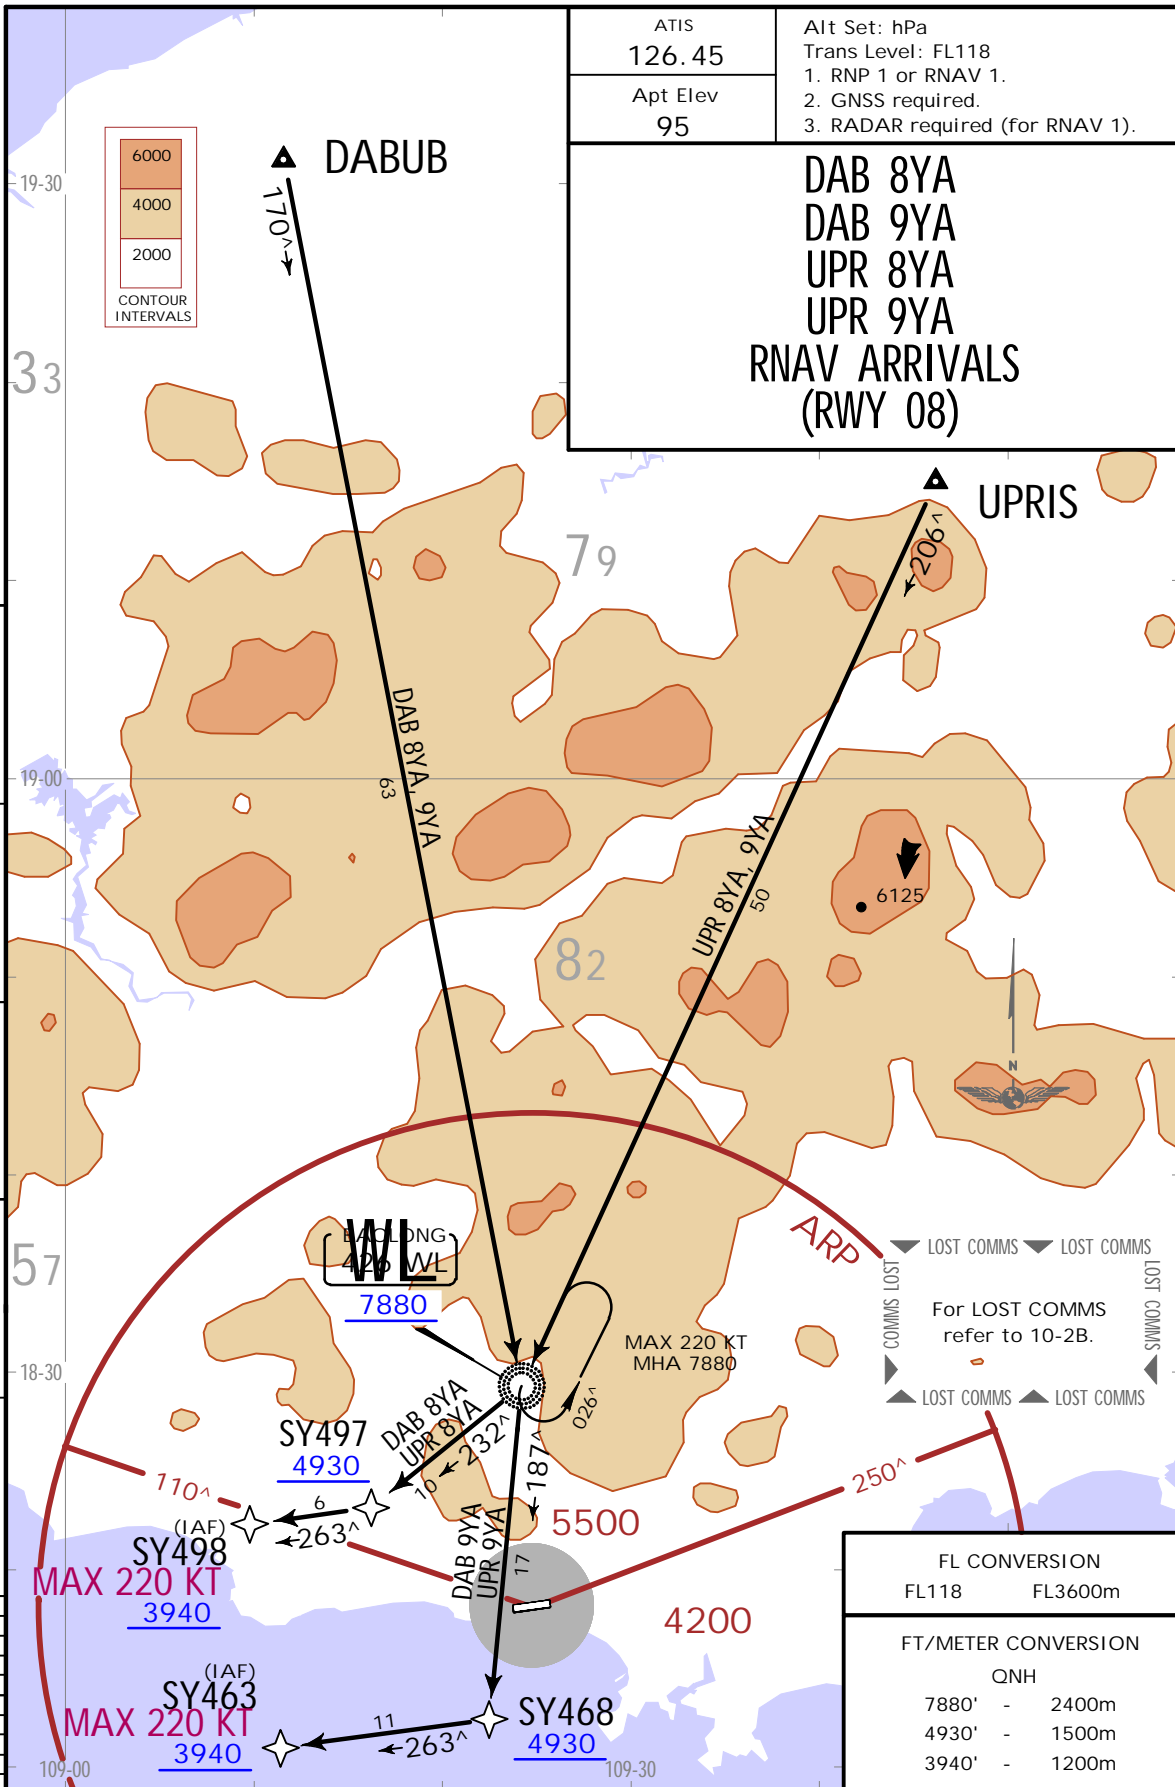 ATIS
126.45
Apt Elev
95
Alt Set: hPa
Trans Level: FL118
1. RNP 1 or RNAV 1.
2. GNSS required.
3. RADAR required (for RNAV 1).
DAB 8YA
DAB 9YA
UPR 8YA
UPR 9YA
RNAV ARRIVALS
(RWY 08)
6000
4000
2000
CONTOUR
INTERVALS
DABUB
19-30
170^
33
UPRIS
206^
79
DAB 8YA, 9YA
63
19-00
UPR 8YA, 9YA
50
6125
82
N
ARP
57
BAOLONG
426 WL
WL
7880
LOST COMMS
LOST COMMS
LOST COMMS
COMMS LOST
For LOST COMMS
refer to 10-2B.
LOST COMMS
LOST COMMS
MAX 220 KT
MHA 7880
18-30
026^
DAB 8YA
UPR 8YA
232^
10
187^
SY497
4930
110^
250^
6
263^
(IAF)
SY498
MAX 220 KT
3940
5500
DAB 9YA
UPR 9YA
17
4200
FL CONVERSION
FL118 FL3600m
FT/METER CONVERSION
QNH
7880' - 2400m
4930' - 1500m
3940' - 1200m
(IAF)
SY463
MAX 220 KT
3940
11
263^
SY468
4930
109-00
109-30